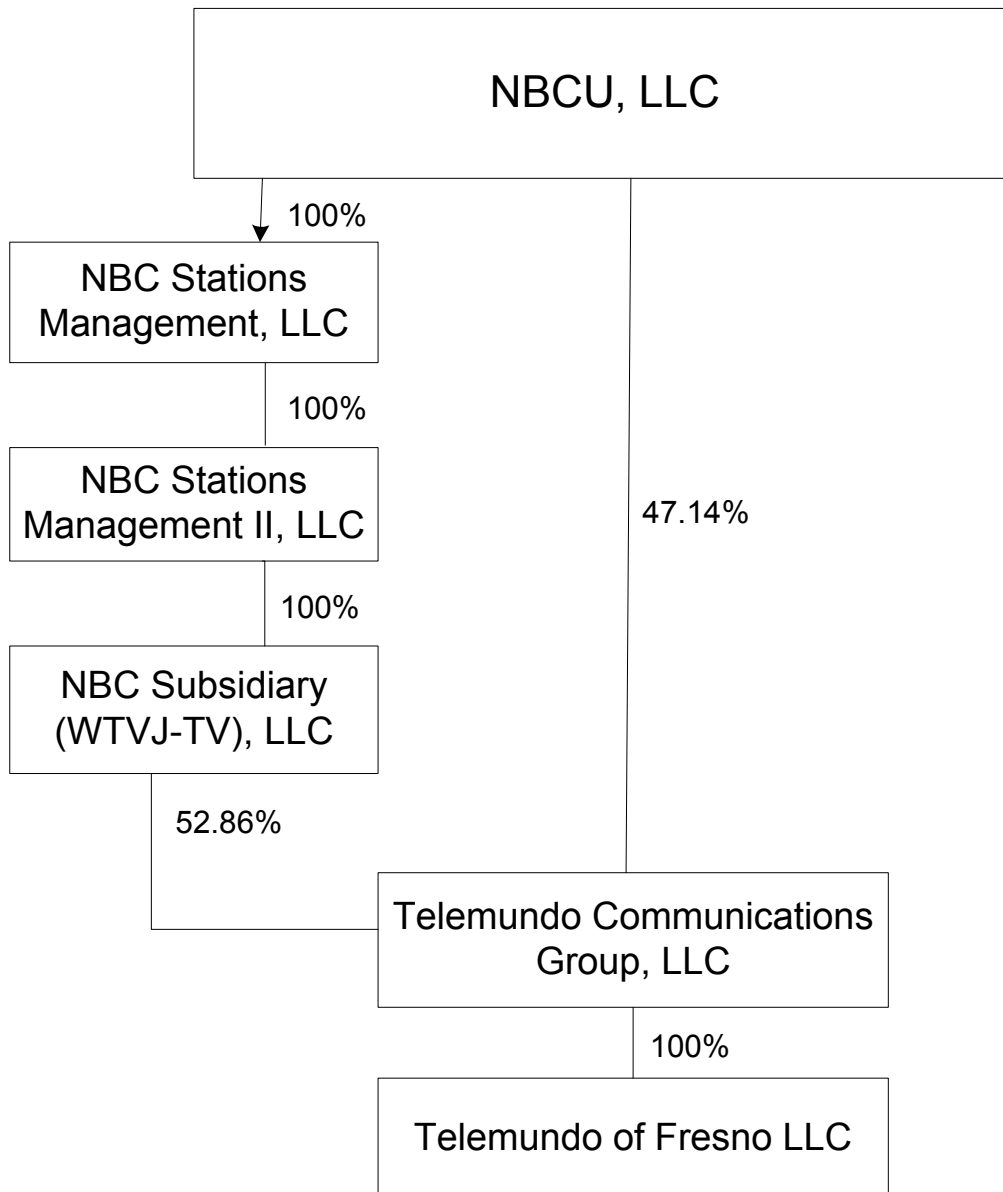 NBCU, LLC
100%
NBC Stations
Management, LLC
100%
NBC Stations
Management II, LLC
47.14%
100%
NBC Subsidiary
(WTVJ-TV), LLC
52.86%
Telemundo Communications
Group, LLC
100%
Telemundo of Fresno LLC